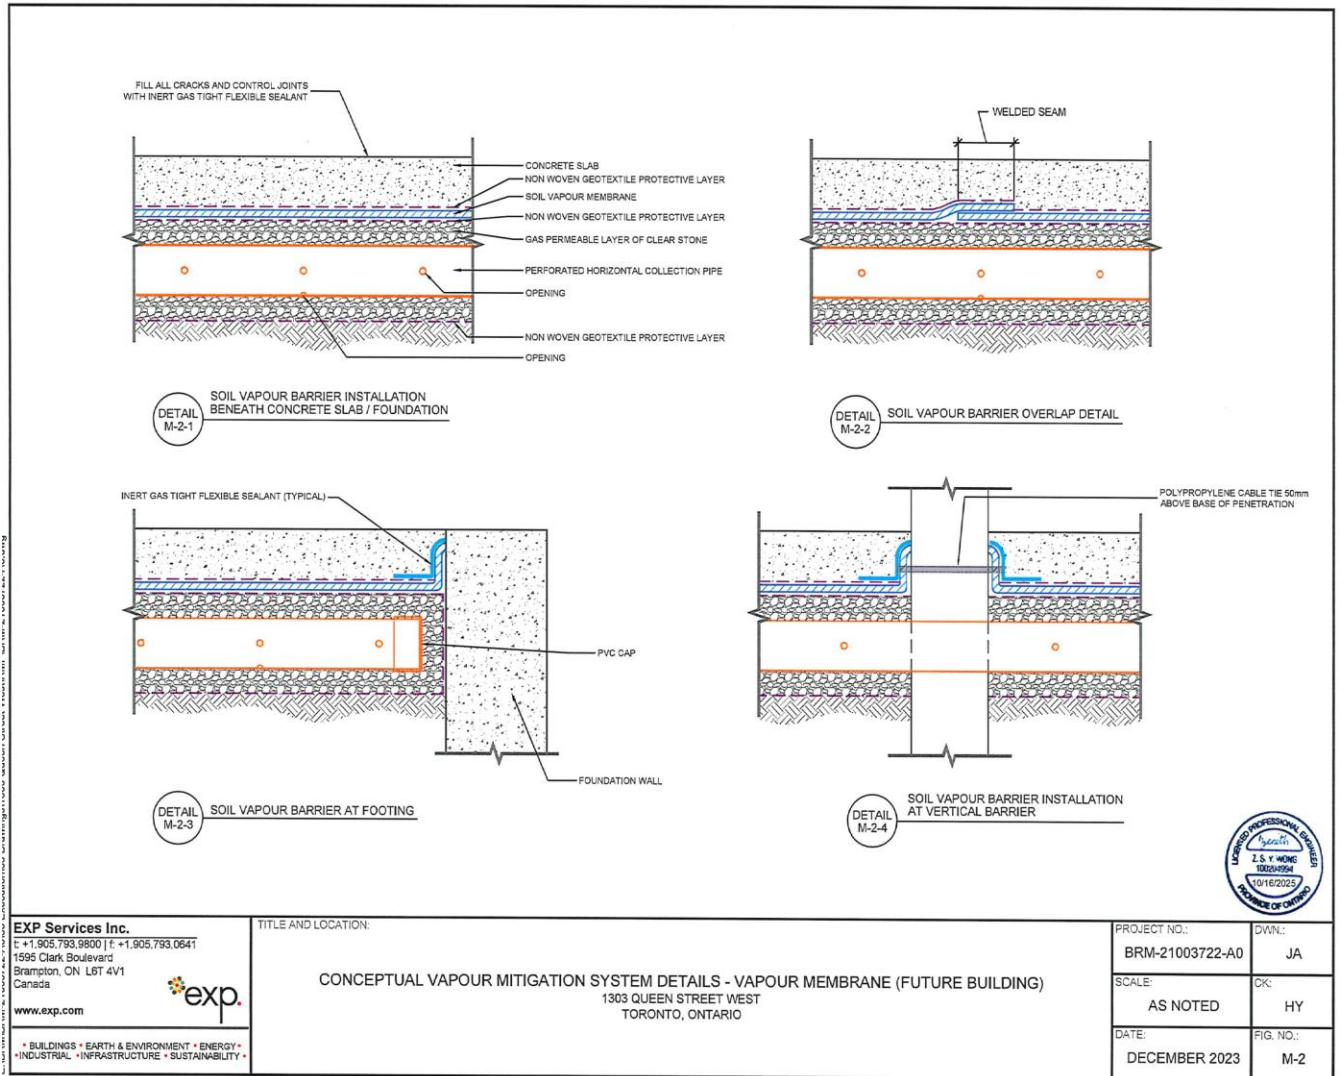 FILL ALL CRACKS AND CONTROL JOINTS
WITH INERT GAS TIGHT FLEXIBLE SEALANT
CONCRETE SLAB
NON WOVEN GEOTEXTILE PROTECTIVE LAYER
SOIL VAPOUR MEMBRANE
NON WOVEN GEOTEXTILE PROTECTIVE LAYER
GAS PERMEABLE LAYER OF CLEAR STONE
PERFORATED HORIZONTAL COLLECTION PIPE
OPENING
NON WOVEN GEOTEXTILE PROTECTIVE LAYER
OPENING
DETAIL
M-2-1
SOIL VAPOUR BARRIER INSTALLATION
BENEATH CONCRETE SLAB / FOUNDATION
WELDED SEAM
DETAIL
M-2-2
SOIL VAPOUR BARRIER OVERLAP DETAIL
INERT GAS TIGHT FLEXIBLE SEALANT (TYPICAL)
PVC CAP
FOUNDATION WALL
DETAIL
M-2-3
SOIL VAPOUR BARRIER AT FOOTING
POLYPROPYLENE CABLE TIE 50mm
ABOVE BASE OF PENETRATION
DETAIL
M-2-4
SOIL VAPOUR BARRIER INSTALLATION
AT VERTICAL BARRIER
LICENSED PROFESSIONAL ENGINEER
Z. S. Y. WONG
100204994
10/16/2025
PROVINCE OF ONTARIO
EXP Services Inc.
t: +1.905.793.9800 | f: +1.905.793.0641
1595 Clark Boulevard
Brampton, ON L6T 4V1
Canada
exp.
www.exp.com
• BUILDINGS • EARTH & ENVIRONMENT • ENERGY •
• INDUSTRIAL • INFRASTRUCTURE • SUSTAINABILITY •
TITLE AND LOCATION:
CONCEPTUAL VAPOUR MITIGATION SYSTEM DETAILS - VAPOUR MEMBRANE (FUTURE BUILDING)
1303 QUEEN STREET WEST
TORONTO, ONTARIO
PROJECT NO.:
BRM-21003722-A0
DWN.:
JA
SCALE:
AS NOTED
CK:
HY
DATE:
DECEMBER 2023
FIG. NO.:
M-2